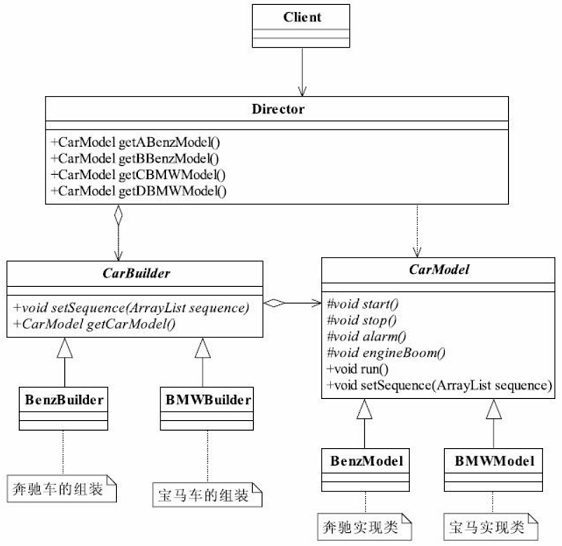 Client
Director
+CarModel getABenzModel()
+CarModel getBBenzModel()
+CarModel getCBMWModel()
+CarModel getDBMWModel()
CarBuilder
+void setSequence(ArrayList sequence)
+CarModel getCarModel()
CarModel
#void start()
#void stop()
#void alarm()
#void engineBoom()
+void run()
+void setSequence(ArrayList sequence)
BenzBuilder
BMWBuilder
奔驰车的组装
宝马车的组装
BenzModel
BMWModel
奔驰实现类
宝马实现类